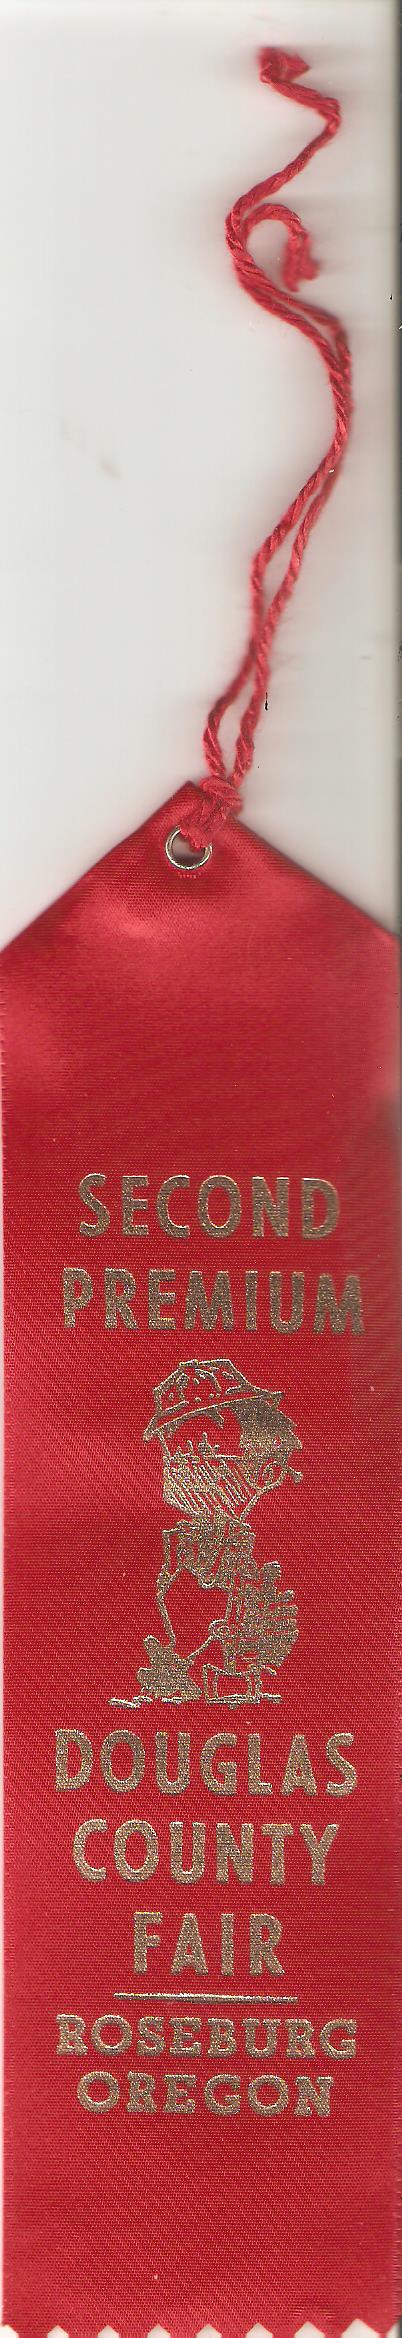 SECOND
PREMIUM
DOUGLAS
COUNTY
FAIR
ROSEBURG
OREGON